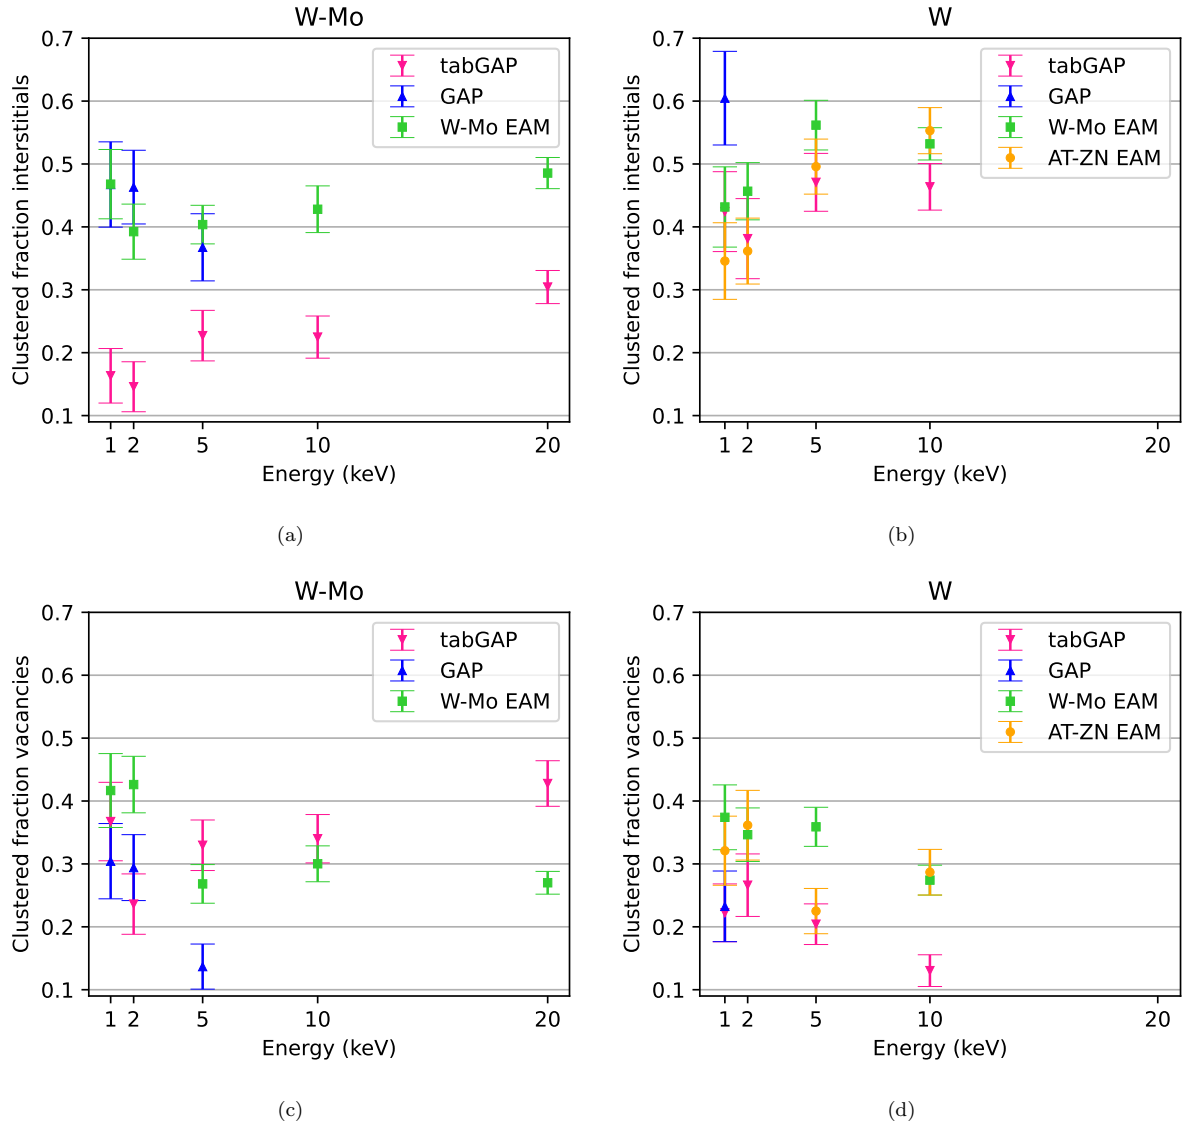 W-Mo
Clustered fraction interstitials
0.7
0.6
0.5
0.4
0.3
0.2
0.1
tabGAP
GAP
W-Mo EAM
1 2 5 10 20
Energy (keV)
(a)
W
Clustered fraction interstitials
0.7
0.6
0.5
0.4
0.3
0.2
0.1
tabGAP
GAP
W-Mo EAM
AT-ZN EAM
1 2 5 10 20
Energy (keV)
(b)
W-Mo
Clustered fraction vacancies
0.7
0.6
0.5
0.4
0.3
0.2
0.1
tabGAP
GAP
W-Mo EAM
1 2 5 10 20
Energy (keV)
(c)
W
Clustered fraction vacancies
0.7
0.6
0.5
0.4
0.3
0.2
0.1
tabGAP
GAP
W-Mo EAM
AT-ZN EAM
1 2 5 10 20
Energy (keV)
(d)